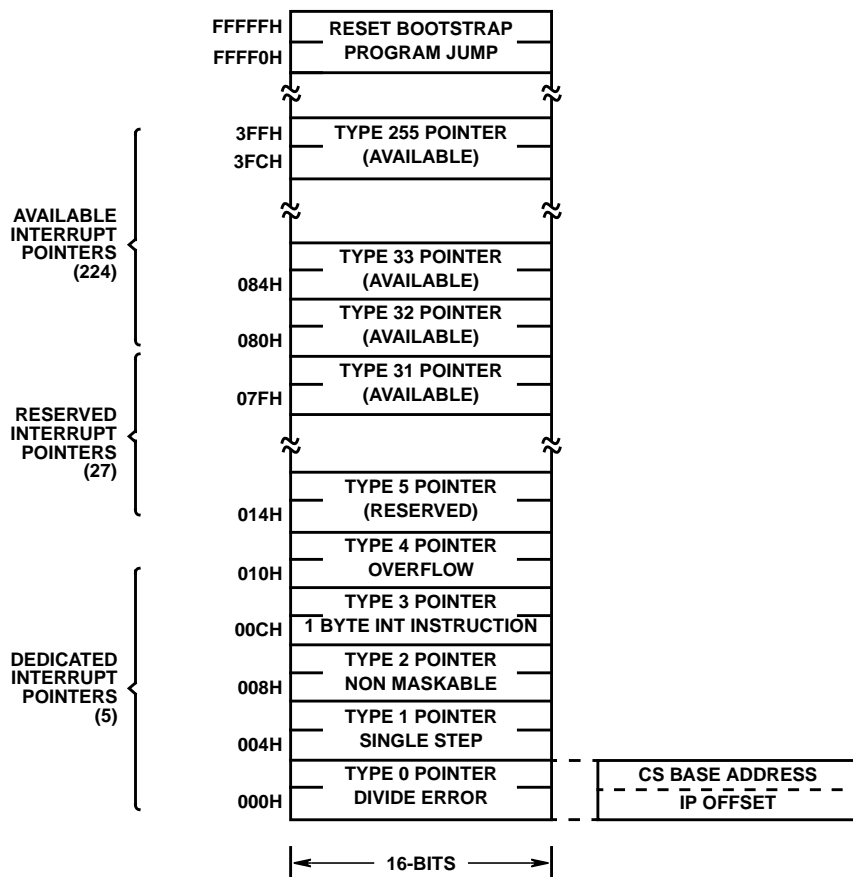 FFFFFH
RESET BOOTSTRAP
FFFF0H
PROGRAM JUMP
3FFH
TYPE 255 POINTER
3FCH
(AVAILABLE)
AVAILABLE
INTERRUPT
POINTERS
(224)
TYPE 33 POINTER
084H
(AVAILABLE)
TYPE 32 POINTER
080H
(AVAILABLE)
TYPE 31 POINTER
07FH
(AVAILABLE)
RESERVED
INTERRUPT
POINTERS
(27)
TYPE 5 POINTER
014H
(RESERVED)
TYPE 4 POINTER
010H
OVERFLOW
TYPE 3 POINTER
00CH
1 BYTE INT INSTRUCTION
DEDICATED
INTERRUPT
POINTERS
(5)
TYPE 2 POINTER
008H
NON MASKABLE
TYPE 1 POINTER
004H
SINGLE STEP
TYPE 0 POINTER
000H
DIVIDE ERROR
CS BASE ADDRESS
IP OFFSET
16-BITS